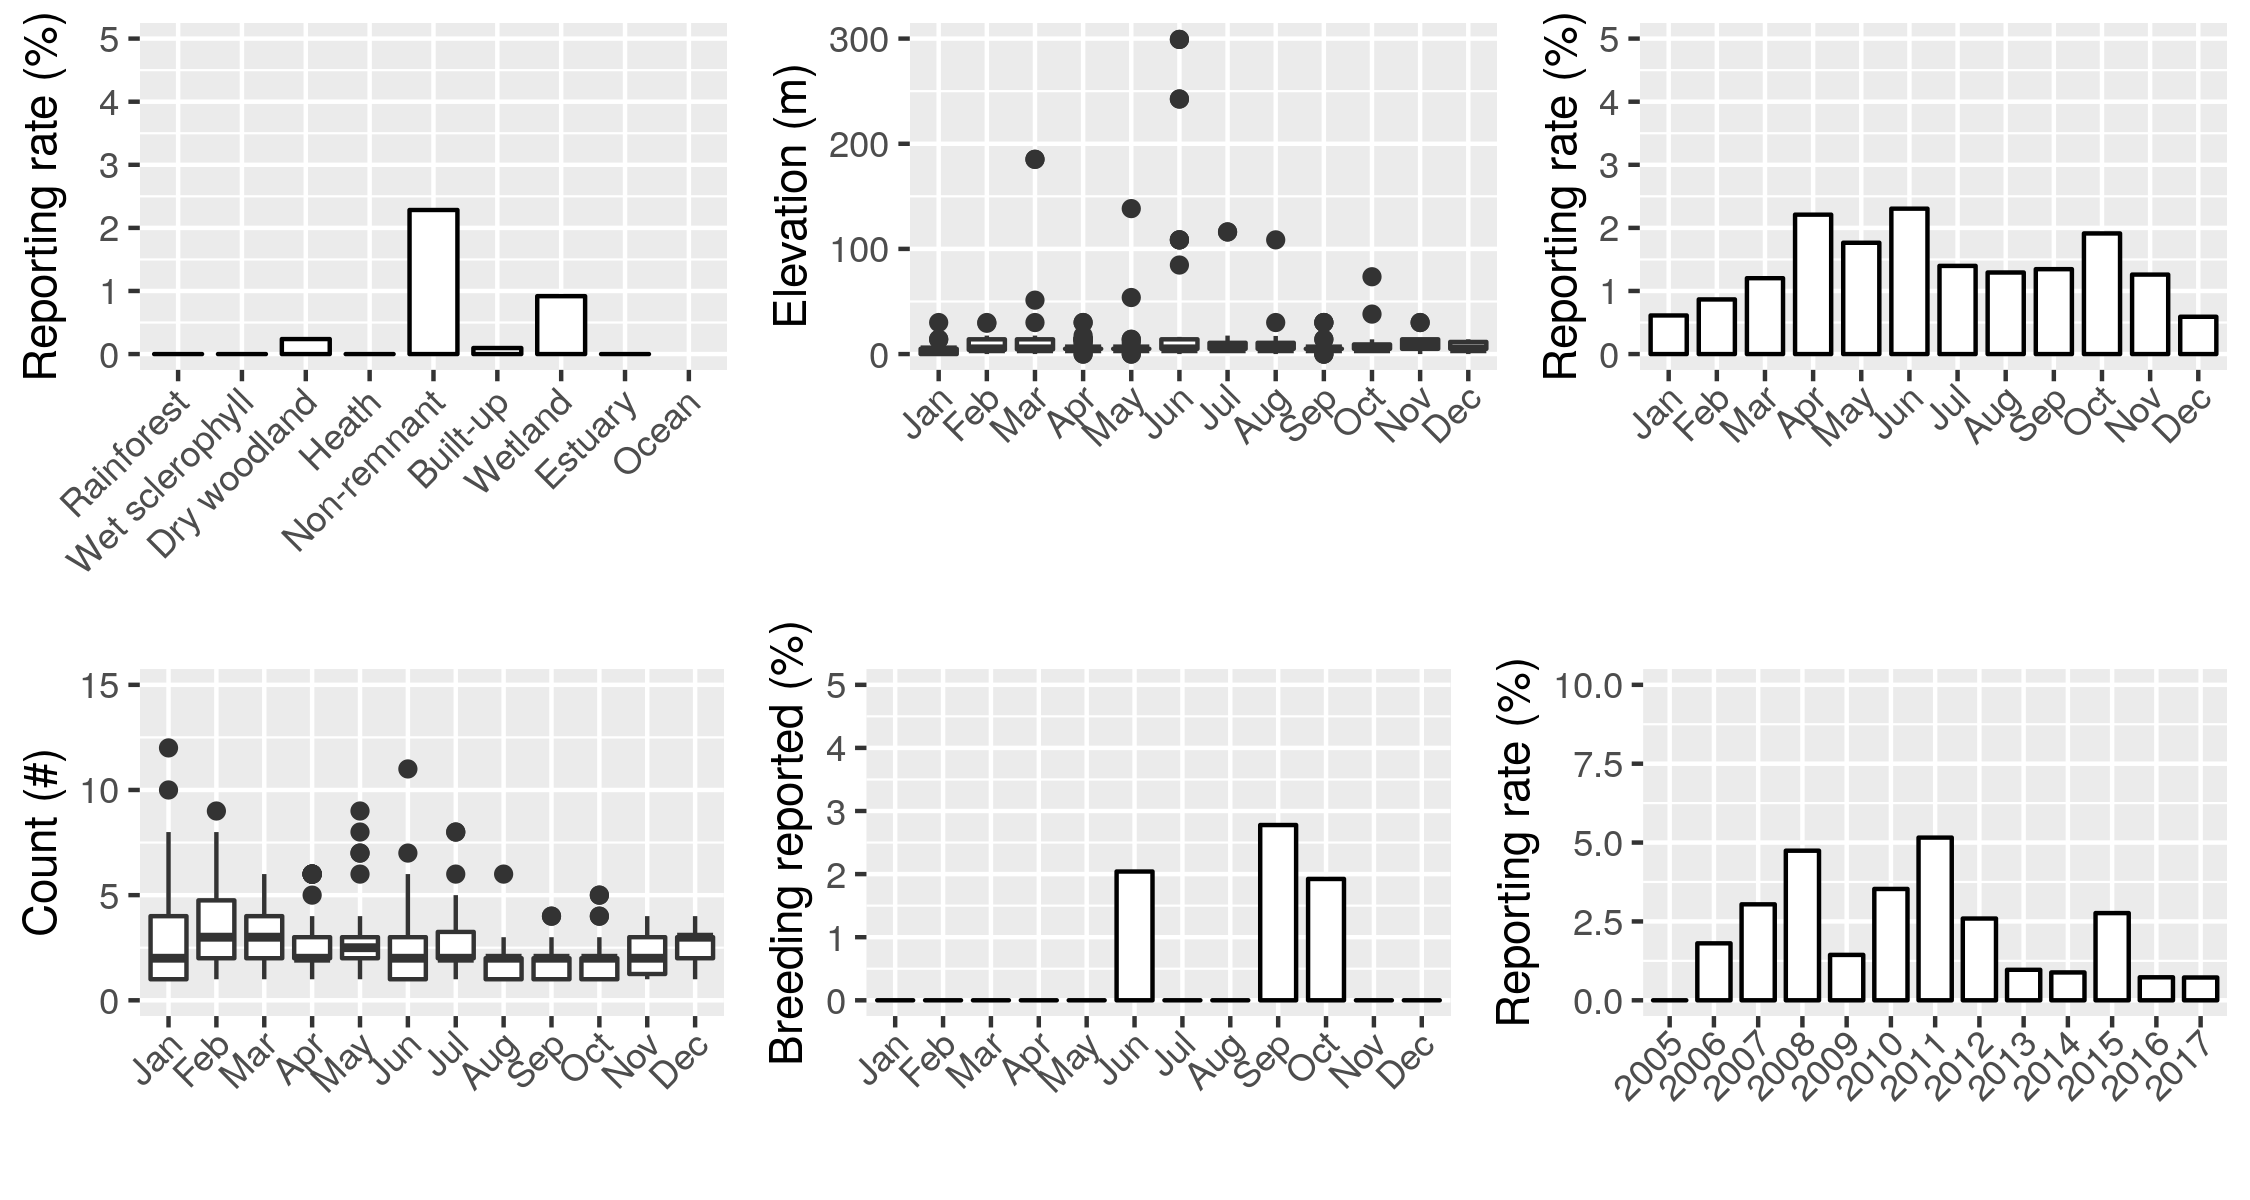 Reporting rate (%)
5
4
3
2
1
0
Rainforest
Wet sclerophyll
Dry woodland
Heath
Non-remnant
Built-up
Wetland
Estuary
Ocean
Elevation (m)
300
200
100
0
Jan
Feb
Mar
Apr
May
Jun
Jul
Aug
Sep
Oct
Nov
Dec
Reporting rate (%)
5
4
3
2
1
0
Jan
Feb
Mar
Apr
May
Jun
Jul
Aug
Sep
Oct
Nov
Dec
Count (#)
15
10
5
0
Jan
Feb
Mar
Apr
May
Jun
Jul
Aug
Sep
Oct
Nov
Dec
Breeding reported (%)
5
4
3
2
1
0
Jan
Feb
Mar
Apr
May
Jun
Jul
Aug
Sep
Oct
Nov
Dec
Reporting rate (%)
10.0
7.5
5.0
2.5
0.0
2005
2006
2007
2008
2009
2010
2011
2012
2013
2014
2015
2016
2017